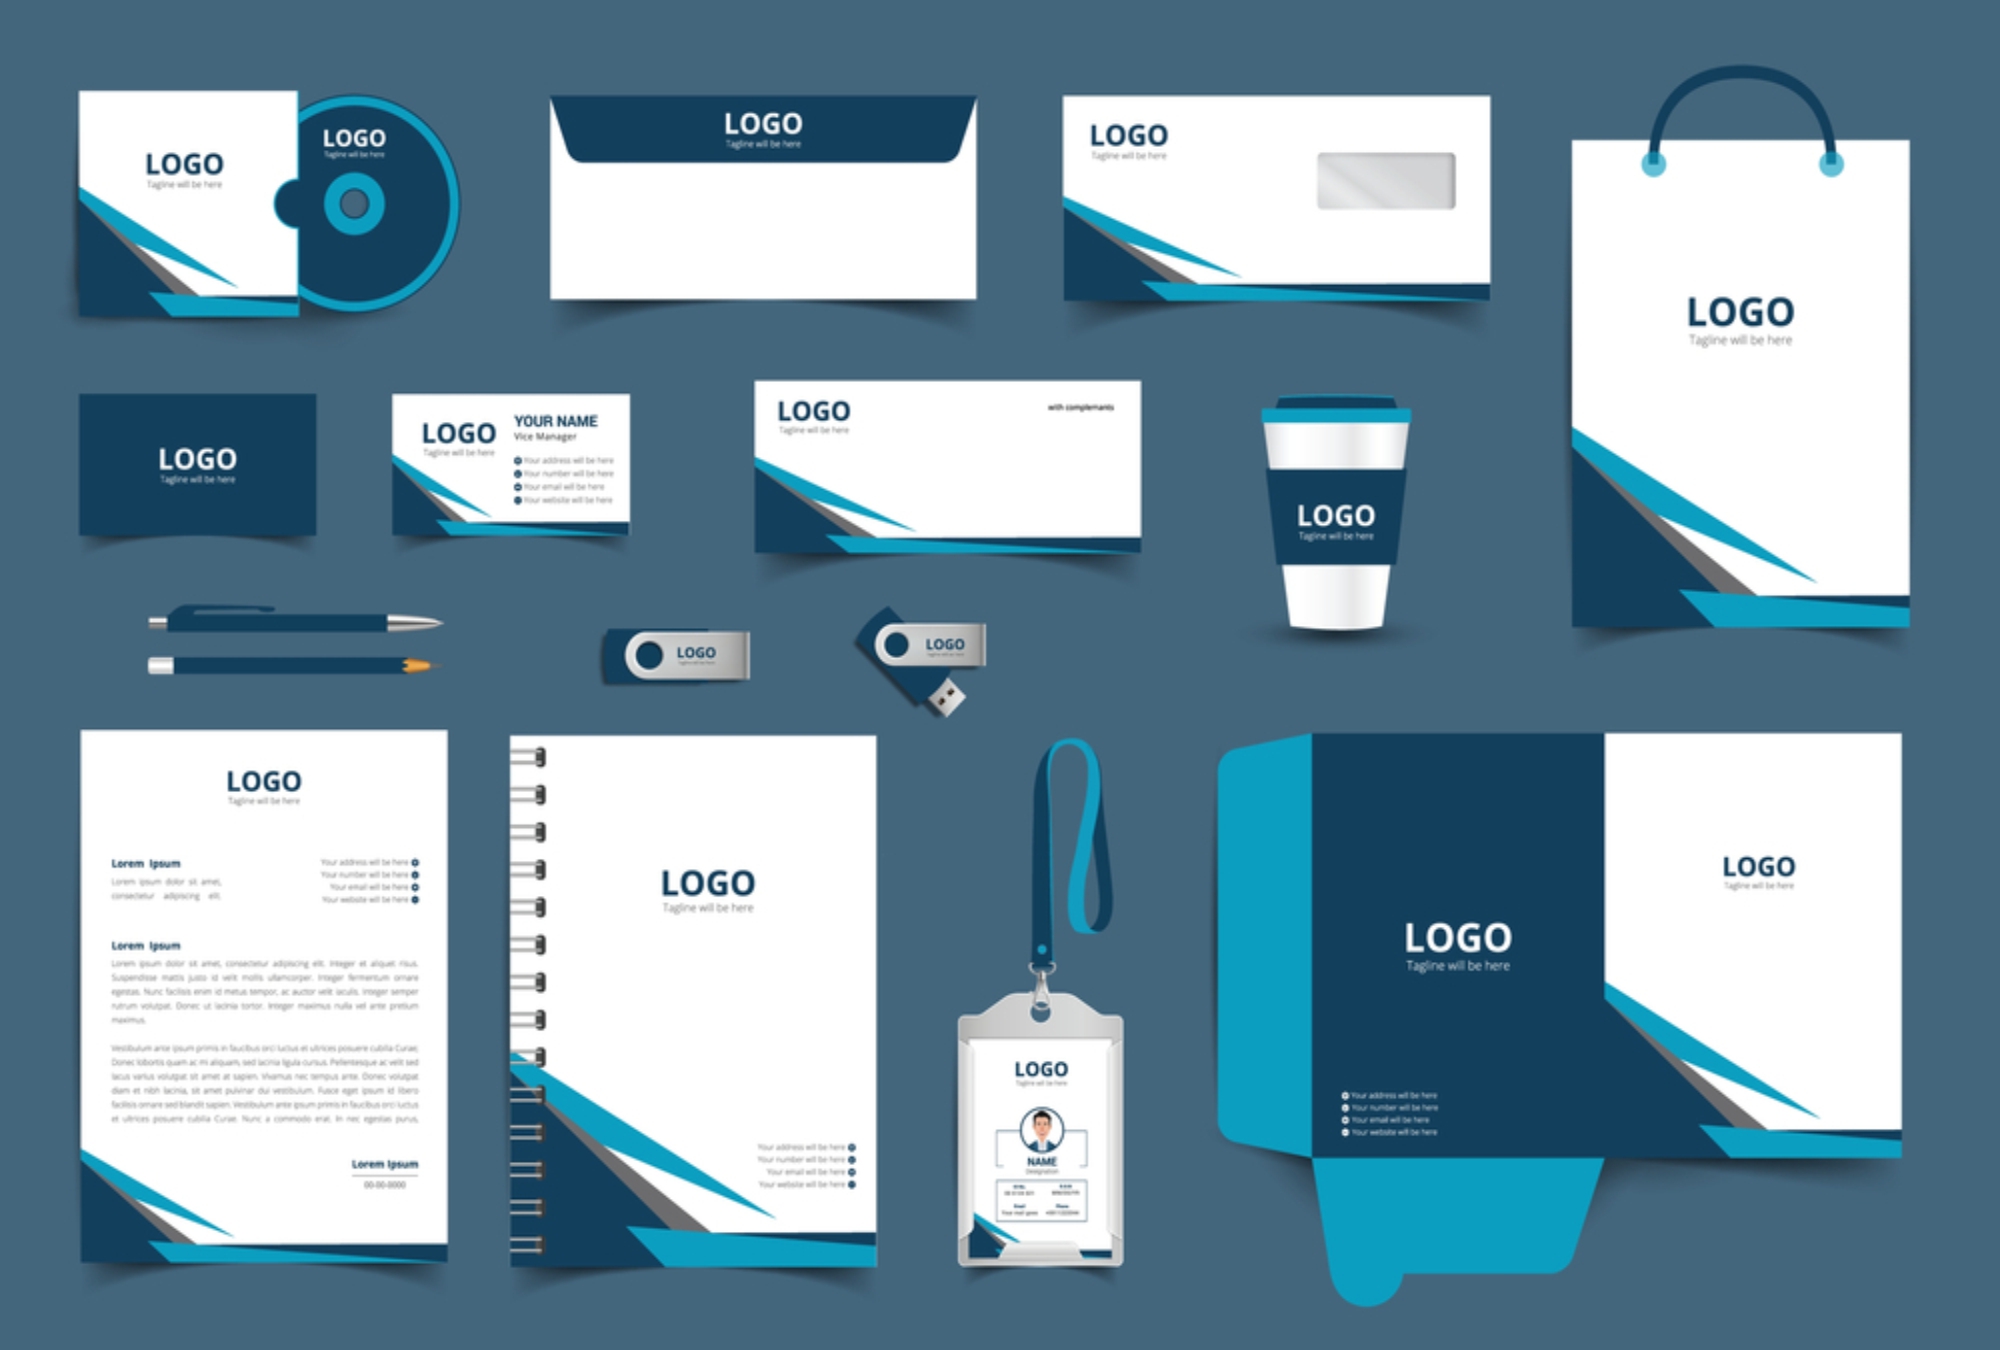 LOGO
Tagline will be here
LOGO
Tagline will be here
LOGO
Tagline will be here
LOGO
Tagline will be here
LOGO
Tagline will be here
LOGO
Tagline will be here
LOGO
Tagline will be here
YOUR NAME
Vice Manager
Your address will be here
Your number will be here
Your email will be here
Your website will be here
LOGO
Tagline will be here
with complemants
LOGO
Tagline will be here
LOGO
LOGO
LOGO
Tagline will be here
Lorem Ipsum
Lorem ipsum dolor sit amet,
consectetur adipiscing elit.
Your address will be here
Your number will be here
Your email will be here
Your website will be here
Lorem Ipsum
Lorem ipsum dolor sit amet, consectetur adipiscing elit. Integer et aliquet risus.
Suspendisse mattis justo id velit mollis ullamcorper. Integer fermentum ornare
egestas. Nunc facilisis enim id metus tempor, ac auctor velit iaculis. Integer semper
rutrum volutpat. Donec ut lacinia tortor. Integer maximus nulla vel ante pretium
maximus.
Vestibulum ante ipsum primis in faucibus orci luctus et ultrices posuere cubilia Curae;
Donec lobortis quam ac mi aliquam, sed lacinia ligula cursus. Pellentesque ac velit sed
lacus varius volutpat sit amet at sapien. Vivamus nec tempus ante. Donec volutpat
diam et nibh lacinia, sit amet pulvinar dui vestibulum. Fusce eget ipsum id libero
facilisis ornare sed blandit sapien. Vestibulum ante ipsum primis in faucibus orci luctus
et ultrices posuere cubilia Curae; Nunc a commodo erat. In nec egestas purus.
Lorem Ipsum
00-00-0000
LOGO
Tagline will be here
Your address will be here
Your number will be here
Your email will be here
Your website will be here
LOGO
Tagline will be here
NAME
Designation
Email
Phone
LOGO
Tagline will be here
Your address will be here
Your number will be here
Your email will be here
Your website will be here
LOGO
Tagline will be here